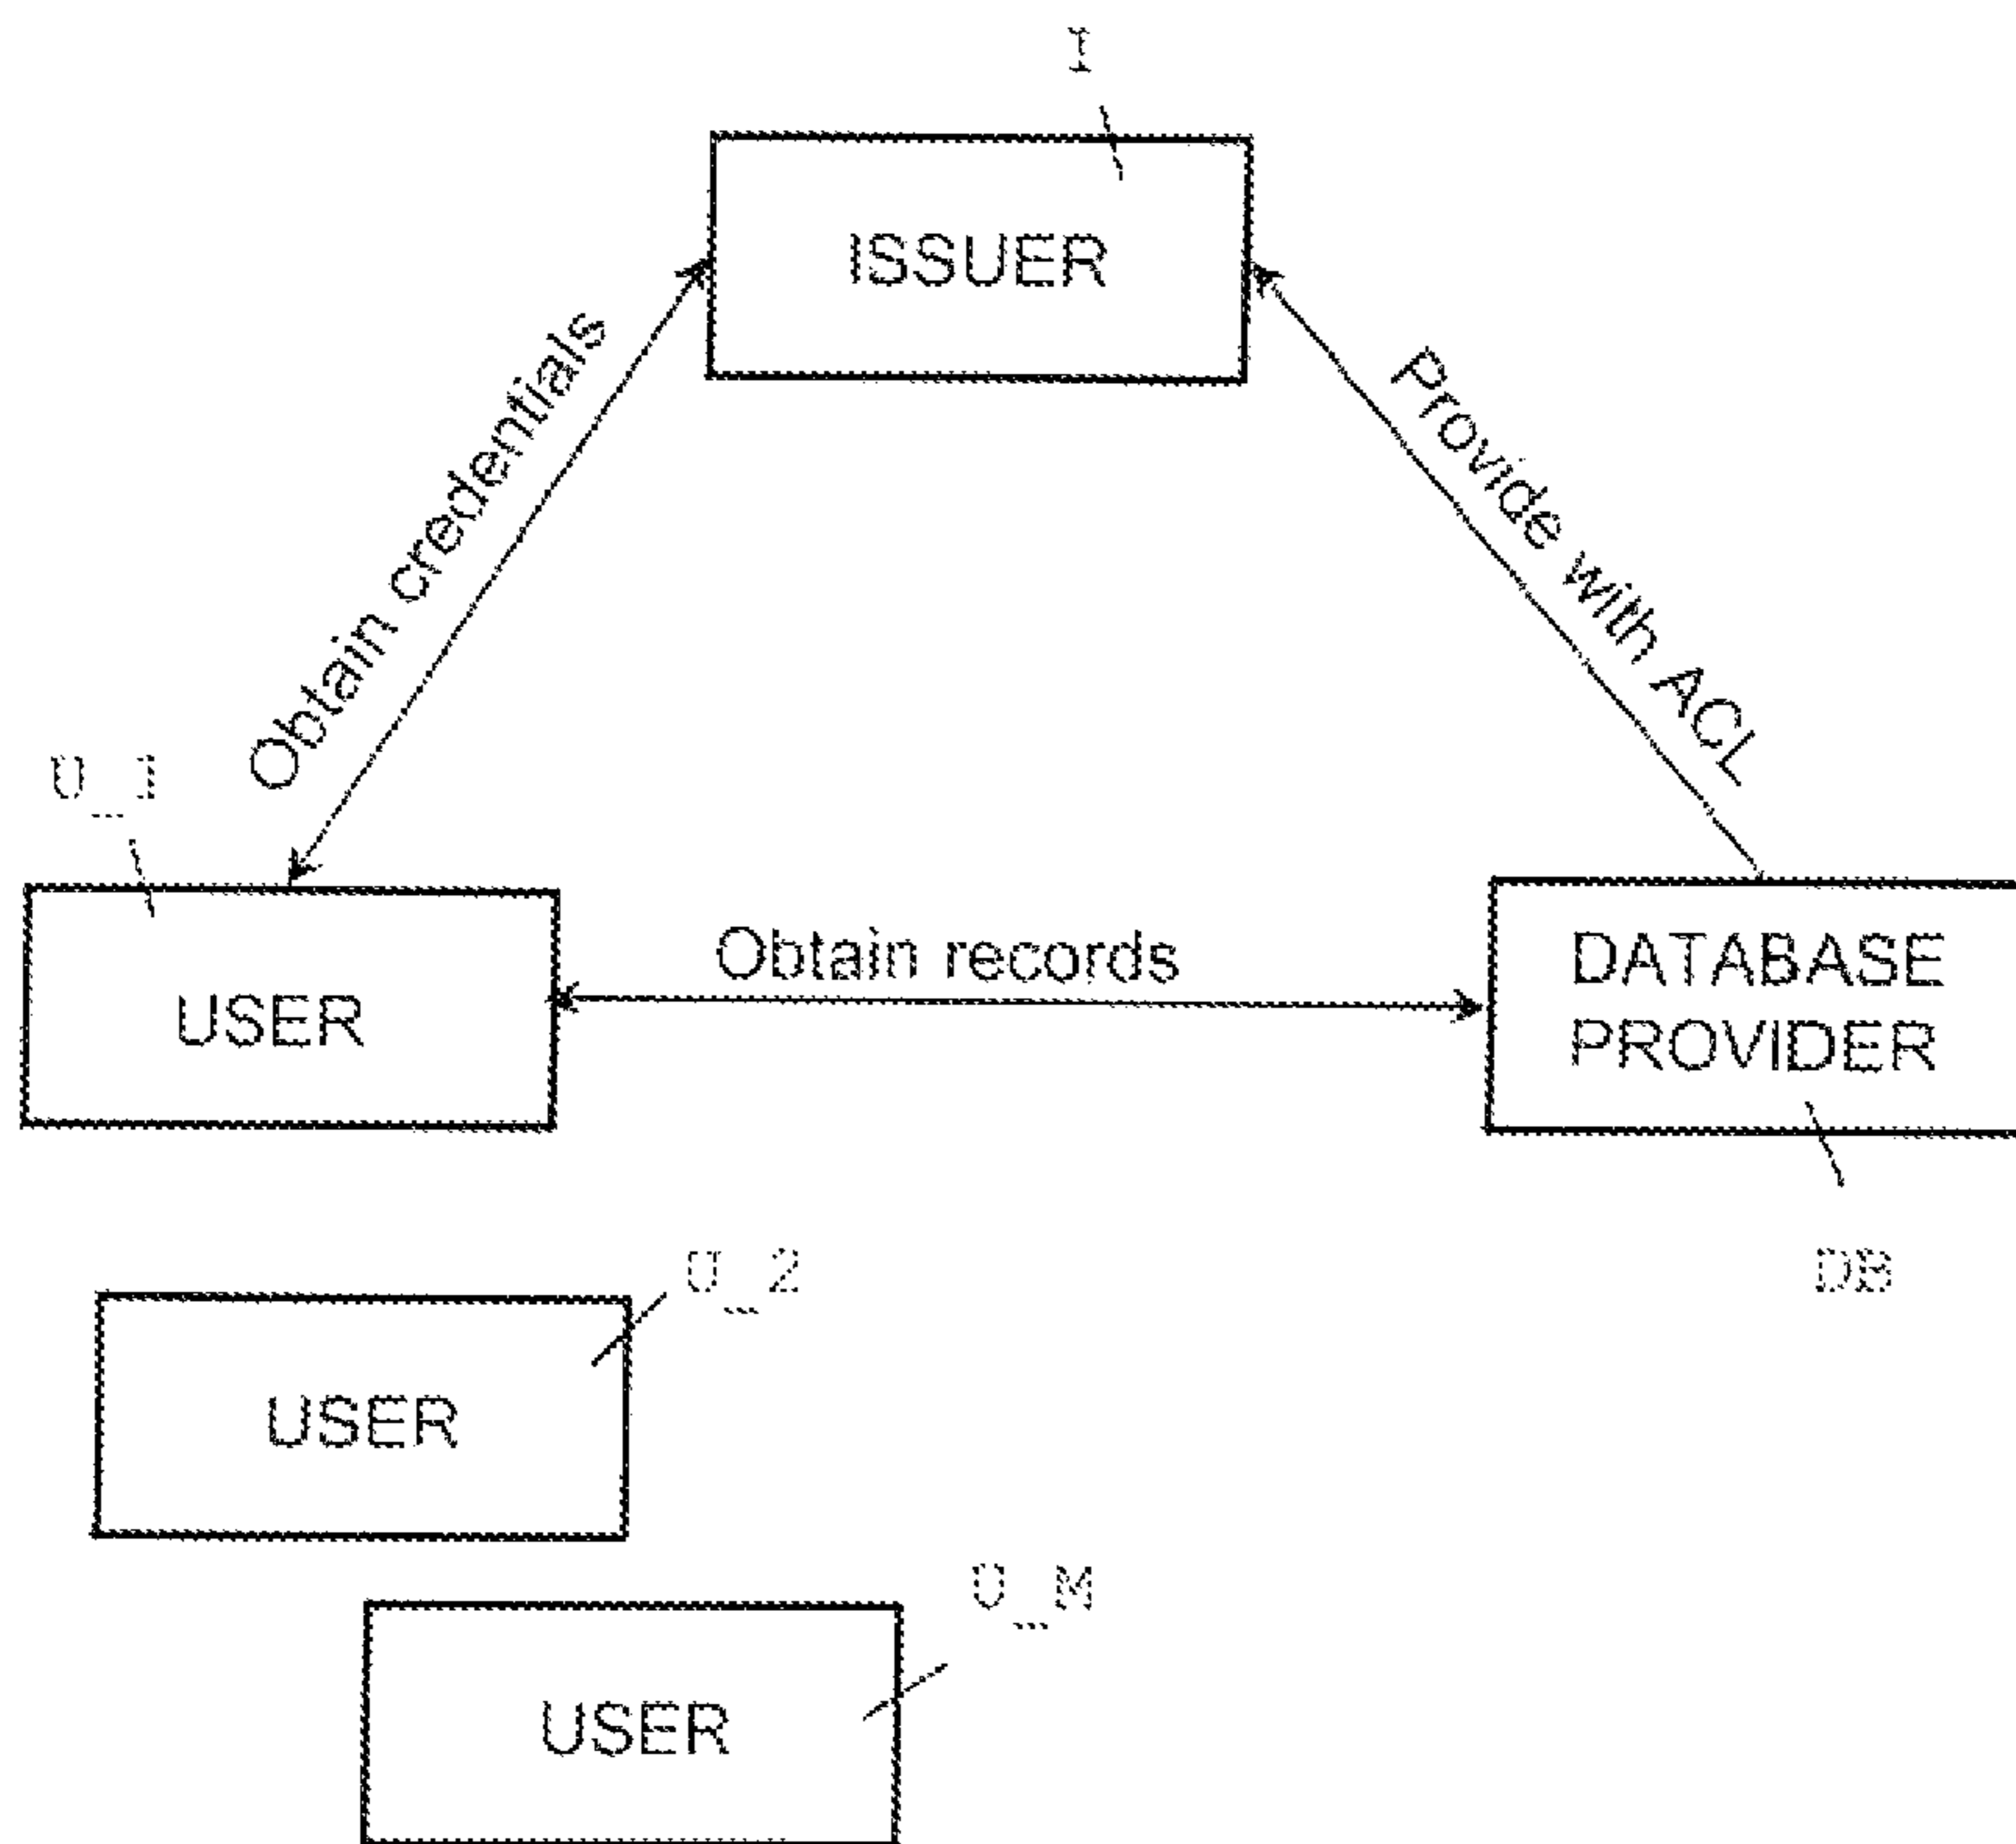 I
ISSUER
Obtain credentials
Provide with ACL
U_1
USER
Obtain records
DATABASE
PROVIDER
U_2
DB
USER
U_M
USER